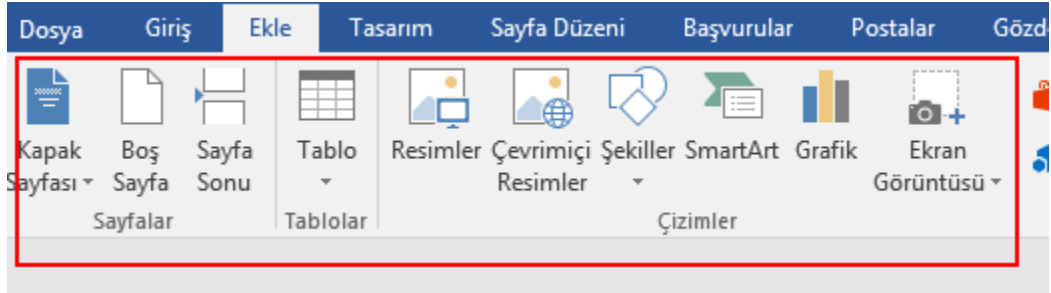 Dosya Giriş Ekle Tasarım Sayfa Düzeni Başvurular Postalar
Kapak Boş Sayfa Tablo Resimler Çevrimiçi Şekiller SmartArt Grafik Ekran
Sayfası Sayfa Sonu Resimler Görüntüsü
Sayfalar Tablolar Çizimler